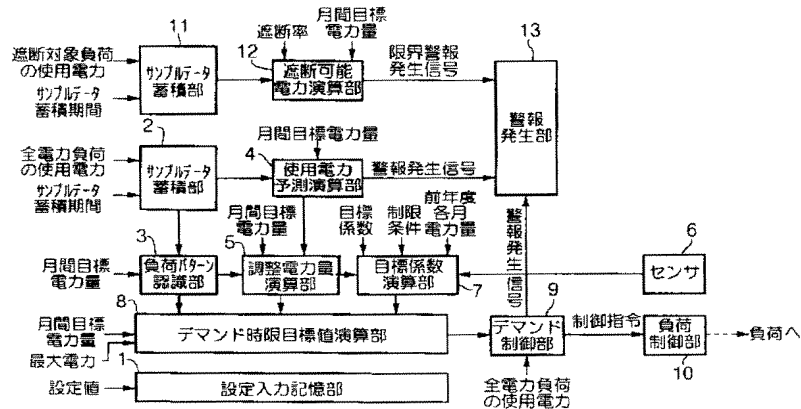 月間目標
電力量
遮断率
11
12
13
遮断対象負荷
の使用電力
サンプルデータ
蓄積部
遮断可能
電力演算部
限界警報
発生信号
サンプルデータ
蓄積期間
警報
発生部
2
月間目標電力量
全電力負荷
の使用電力
サンプルデータ
蓄積部
4
使用電力
予測演算部
警報発生信号
サンプルデータ
蓄積期間
月間目標
電力量
目標
係数
制限
条件
前年度
各月
電力量
警報発生信号
3
5
6
月間目標
電力量
負荷パターン
認識部
調整電力量
演算部
目標係数
演算部
センサ
7
8
9
月間目標
電力量
最大電力
デマンド時限目標値演算部
デマンド
制御部
制御指令
負荷
制御部
負荷へ
10
1
設定値
設定入力記憶部
全電力負荷
の使用電力